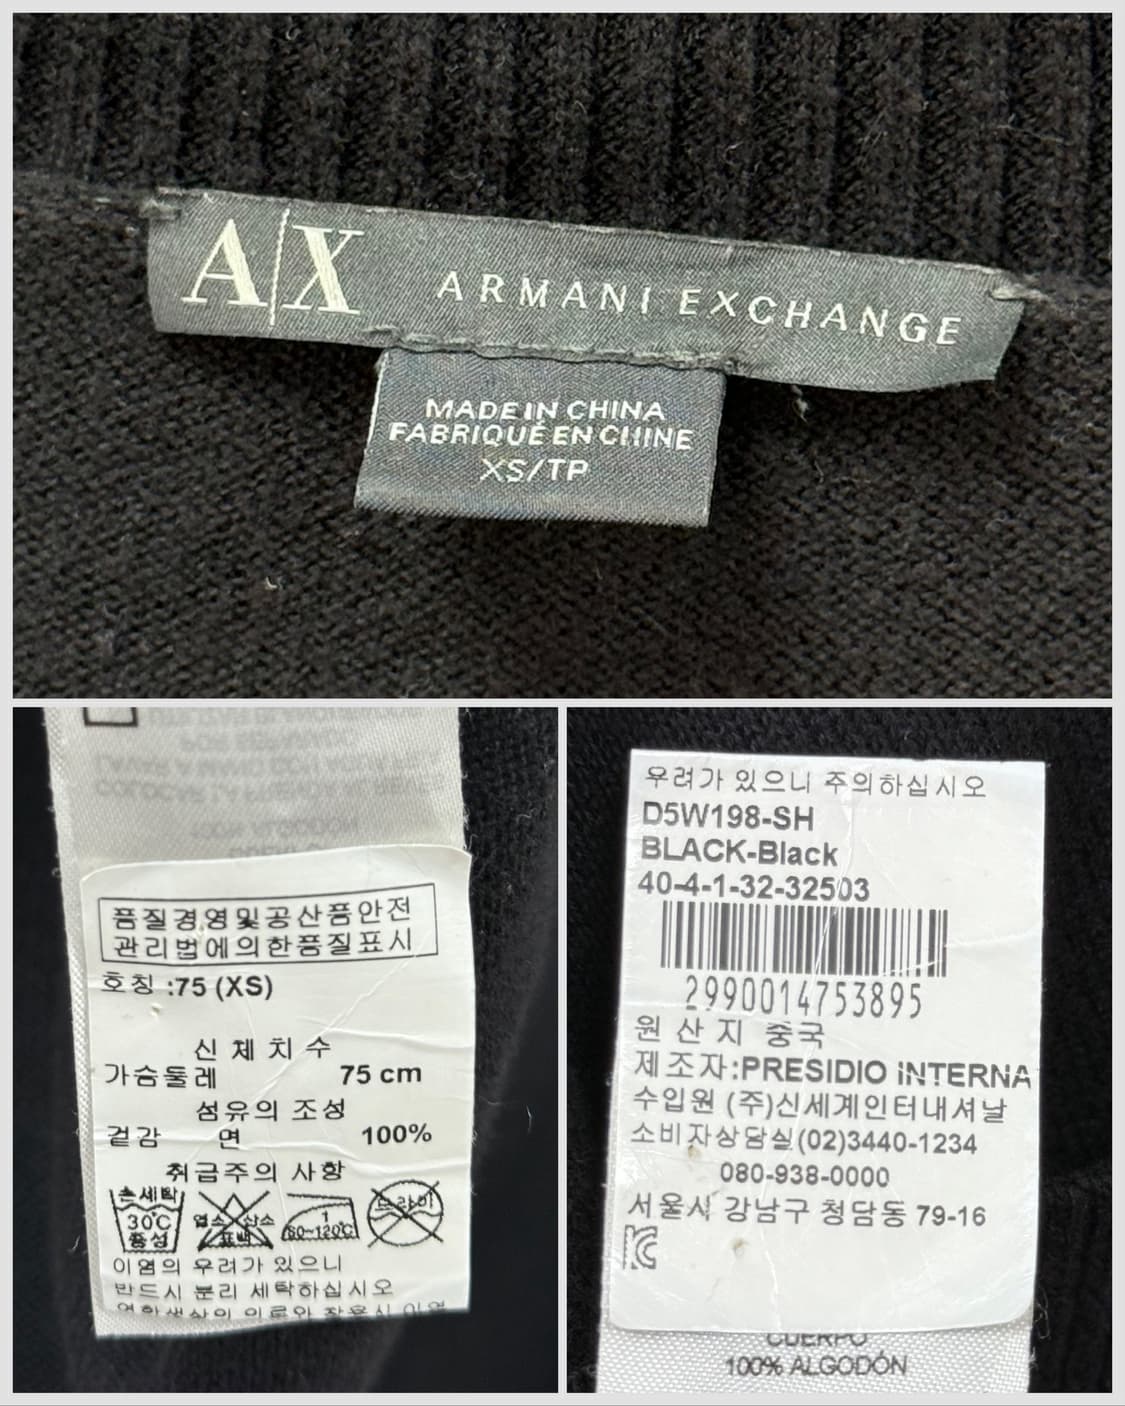 A|X ARMANI EXCHANGE
MADE IN CHINA
FABRIQUÉ EN CHINE
XS/TP
품질경영및공산품안전
관리법에의한품질표시
호칭 :75 (XS)
신 체 치 수
가슴둘레 75 cm
섬유의 조성
겉감 면 100%
취급주의 사항
손세탁
30℃
중성
염소 산소
표백
1
80~120℃
드라이
이염의 우려가 있으니
반드시 분리 세탁하십시오
우려가 있으니 주의하십시오
D5W198-SH
BLACK-Black
40-4-1-32-32503
2990014753895
원 산 지 중국
제조자:PRESIDIO INTERNA
수입원 (주)신세계인터내셔날
소비자상담실(02)3440-1234
080-938-0000
서울시 강남구 청담동 79-16
CUERPO
100% ALGODÓN